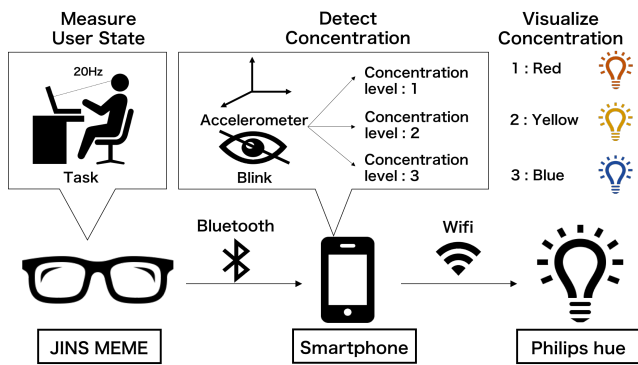 Measure
User State
Detect
Concentration
Visualize
Concentration
20Hz
Task
Accelerometer
Blink
Concentration
level : 1
Concentration
level : 2
Concentration
level : 3
1 : Red
2 : Yellow
3 : Blue
Bluetooth
Wifi
JINS MEME
Smartphone
Philips hue